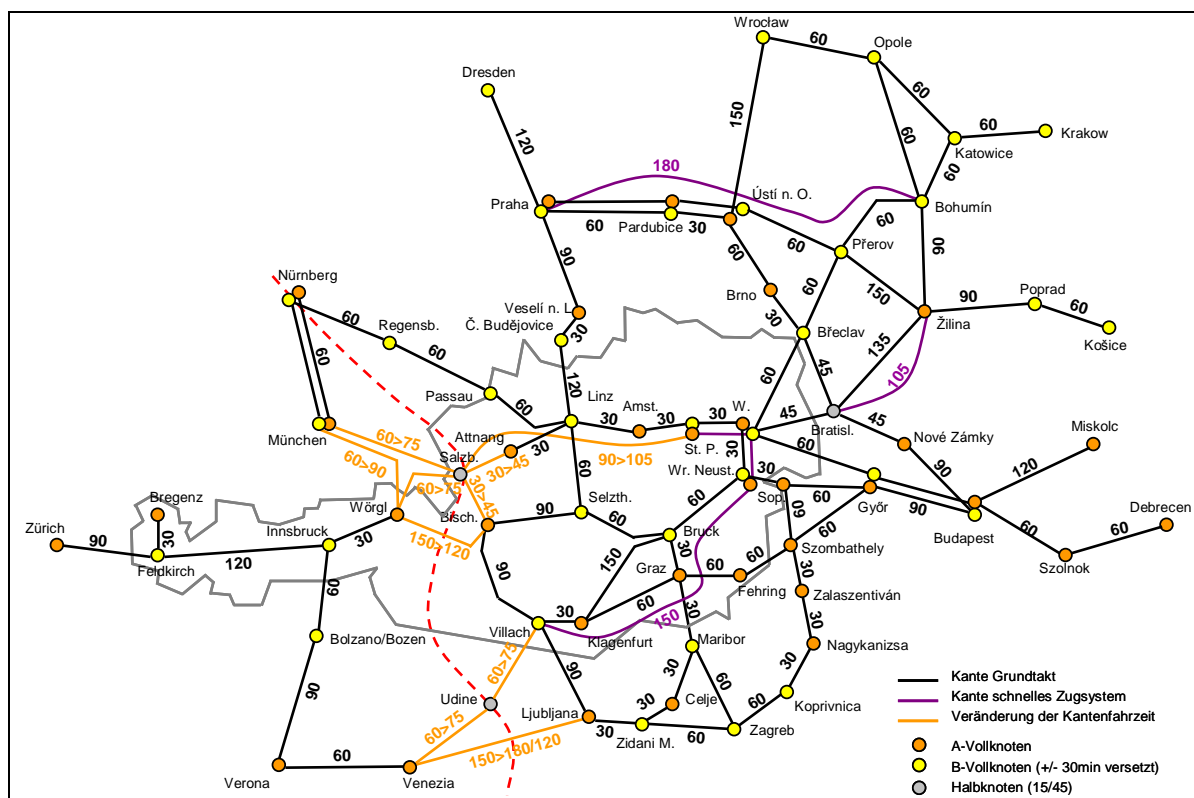 Wrocław
60
Opole
Dresden
60
150
120
Krakow
60
Katowice
60
60
180
Praha
Ústí n. O.
Bohumín
60
Pardubice
30
60
60
Přerov
90
60
90
Nürnberg
Brno
60
150
Poprad
Veselí n. L.
30
90
60
Žilina
Č. Budějovice
30
Břeclav
Košice
60
Regensb.
60
60
135
45
105
120
60
Passau
60
Linz
Amst.
30
W.
45
Bratisl.
45
30
30
München
Attnang
30
St. P.
60
Nové Zámky
Miskolc
60>75
Salzb.
30>45
90>105
30
120
60>90
60>75
30>45
60
Wr. Neust.
30
90
Bregenz
Wörgl
Selzth.
Sop.
60
Győr
90
Debrecen
Zürich
Innsbruck
Bisch.
90
60
60
60
Budapest
60
90
30
30
150>120
60
Bruck
Szombathely
Feldkirch
120
150
30
Szolnok
60
90
Graz
60
60
30
Fehring
Zalaszentiván
60
30
Bolzano/Bozen
Villach
30
Klagenfurt
150
30
Maribor
Nagykanizsa
60>75
30
90
90
30
60
Koprivnica
Udine
Celje
60
Ljubljana
30
60>75
30
60
Zagreb
150>180/120
Zidani M.
60
Verona
Venezia
Kante Grundtakt
Kante schnelles Zugsystem
Veränderung der Kantenfahrzeit
A-Vollknoten
B-Vollknoten (+/- 30min versetzt)
Halbknoten (15/45)